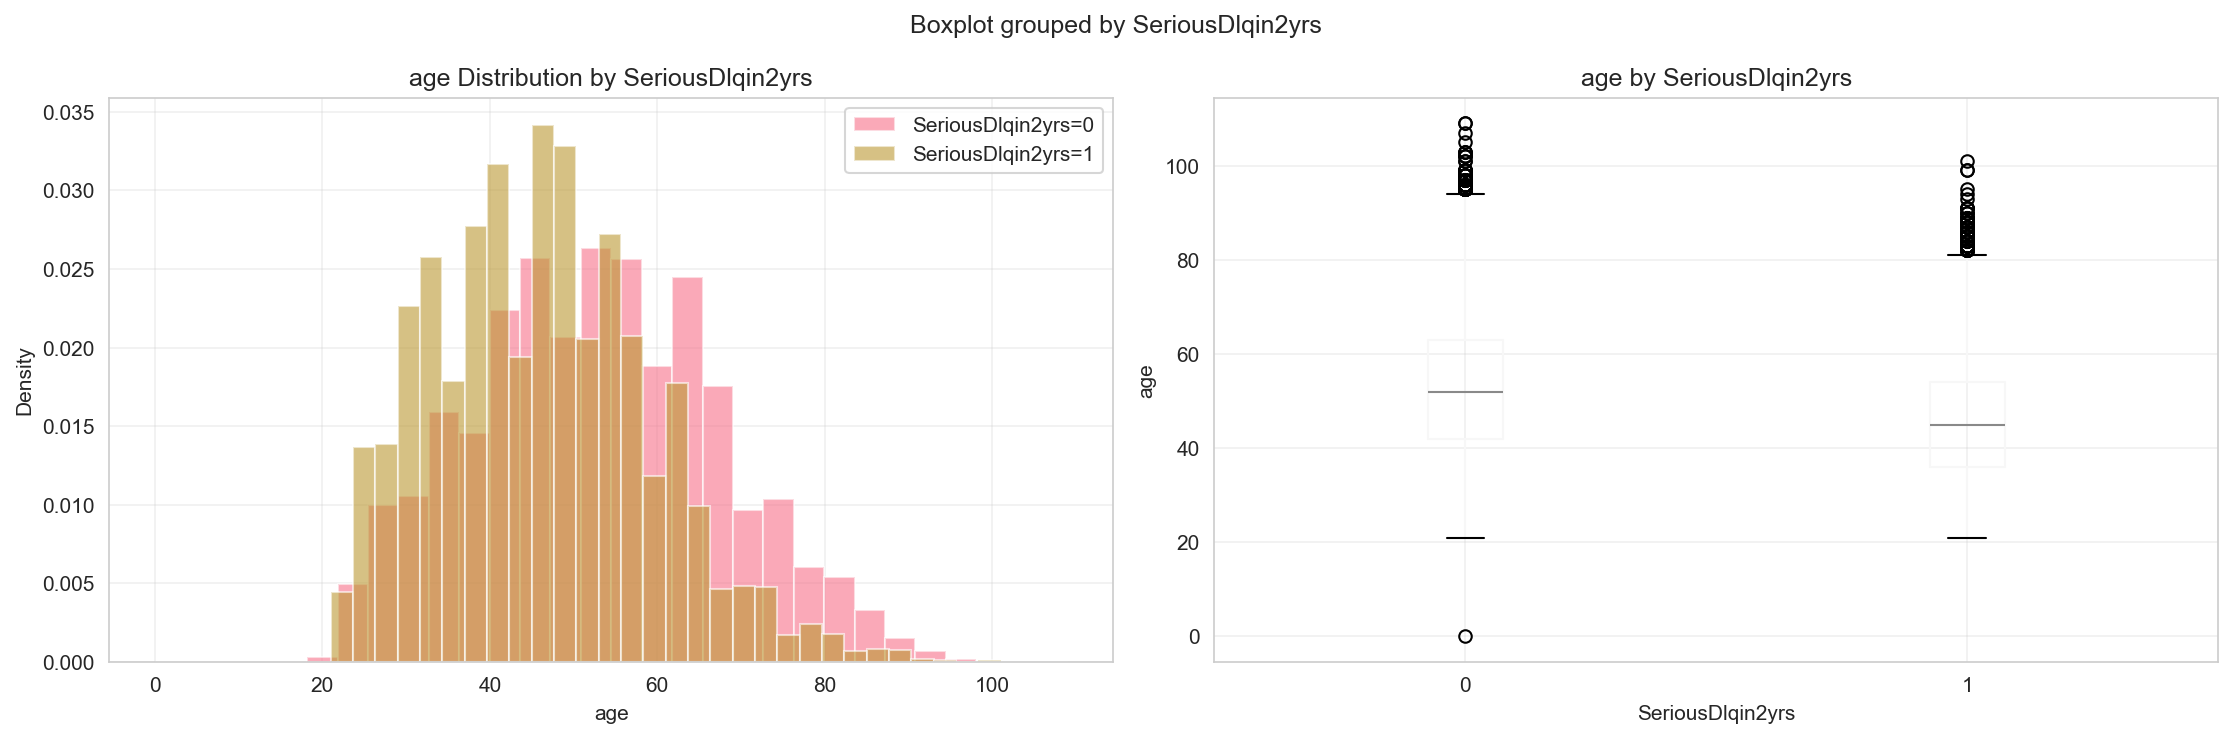 Boxplot grouped by SeriousDlqin2yrs
age Distribution by SeriousDlqin2yrs
SeriousDlqin2yrs=0
SeriousDlqin2yrs=1
0.035
0.030
0.025
0.020
0.015
0.010
0.005
0.000
Density
0 20 40 60 80 100
age
age by SeriousDlqin2yrs
100
80
60
40
20
0
age
0 1
SeriousDlqin2yrs